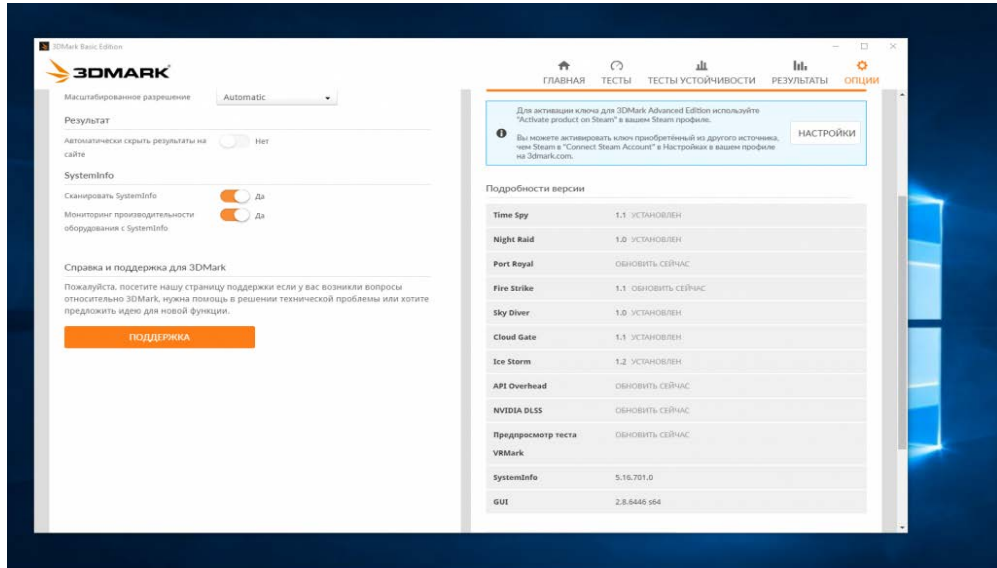 3DMark Basic Edition
3DMARK
ГЛАВНАЯ
ТЕСТЫ
ТЕСТЫ УСТОЙЧИВОСТИ
РЕЗУЛЬТАТЫ
ОПЦИИ
Масштабированное разрешение Automatic
Результат
Автоматически скрыть результаты на Нет
сайте
SystemInfo
Сканировать SystemInfo Да
Мониторинг производительности Да
оборудования с SystemInfo
Справка и поддержка для 3DMark
Пожалуйста, посетите нашу страницу поддержки если у вас возникли вопросы
относительно 3DMark, нужна помощь в решении технической проблемы или хотите
предложить идею для новой функции.
ПОДДЕРЖКА
Для активации ключа для 3DMark Advanced Edition используйте
"Activate product on Steam" в вашем Steam профиле.
Вы можете активировать ключ приобретённый из другого источника,
чем Steam в "Connect Steam Account" в Настройках в вашем профиле
на 3dmark.com.
НАСТРОЙКИ
Подробности версии
Time Spy 1.1 УСТАНОВЛЕН
Night Raid 1.0 УСТАНОВЛЕН
Port Royal ОБНОВИТЬ СЕЙЧАС
Fire Strike 1.1 ОБНОВИТЬ СЕЙЧАС
Sky Diver 1.0 УСТАНОВЛЕН
Cloud Gate 1.1 УСТАНОВЛЕН
Ice Storm 1.2 УСТАНОВЛЕН
API Overhead ОБНОВИТЬ СЕЙЧАС
NVIDIA DLSS ОБНОВИТЬ СЕЙЧАС
Предпросмотр теста ОБНОВИТЬ СЕЙЧАС
VRMark
SystemInfo 5.16.701.0
GUI 2.8.6446 s64